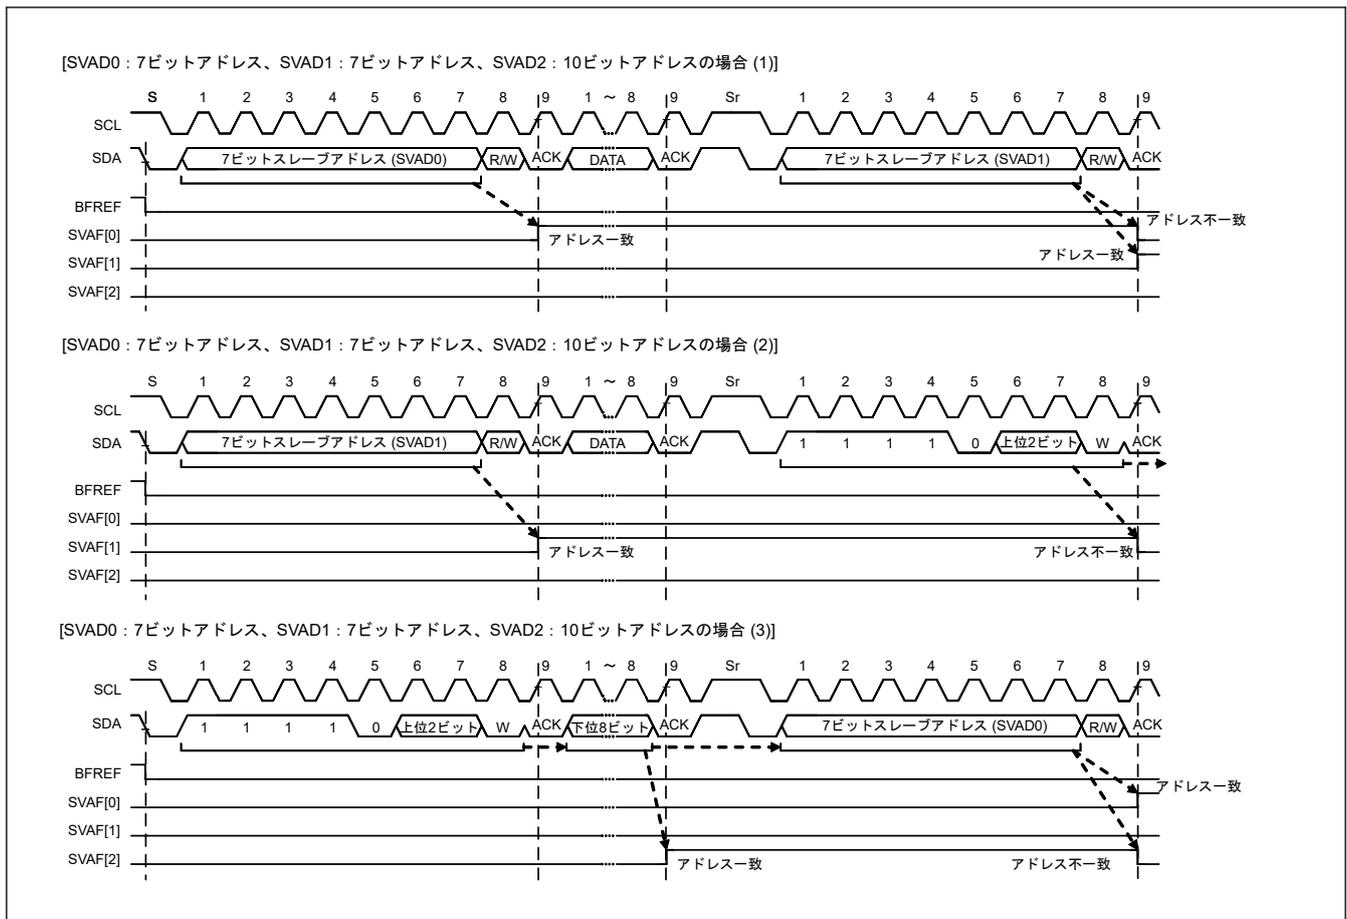 [SVAD0：7ビットアドレス、SVAD1：7ビットアドレス、SVAD2：10ビットアドレスの場合 (1)]
S 1 2 3 4 5 6 7 8 9 1 ～ 8 9 Sr 1 2 3 4 5 6 7 8 9
SCL
SDA 7ビットスレーブアドレス (SVAD0) R/W ACK DATA ACK 7ビットスレーブアドレス (SVAD1) R/W ACK
BFREF
アドレス不一致
SVAF[0] アドレス一致
アドレス一致
SVAF[1]
SVAF[2]
[SVAD0：7ビットアドレス、SVAD1：7ビットアドレス、SVAD2：10ビットアドレスの場合 (2)]
S 1 2 3 4 5 6 7 8 9 1 ～ 8 9 Sr 1 2 3 4 5 6 7 8 9
SCL
SDA 7ビットスレーブアドレス (SVAD1) R/W ACK DATA ACK 1 1 1 1 0 上位2ビット W ACK
BFREF
SVAF[0]
SVAF[1] アドレス一致 アドレス不一致
SVAF[2]
[SVAD0：7ビットアドレス、SVAD1：7ビットアドレス、SVAD2：10ビットアドレスの場合 (3)]
S 1 2 3 4 5 6 7 8 9 1 ～ 8 9 Sr 1 2 3 4 5 6 7 8 9
SCL
SDA 1 1 1 1 0 上位2ビット W ACK 下位8ビット ACK 7ビットスレーブアドレス (SVAD0) R/W ACK
BFREF
アドレス一致
SVAF[0]
SVAF[1]
SVAF[2] アドレス一致 アドレス不一致